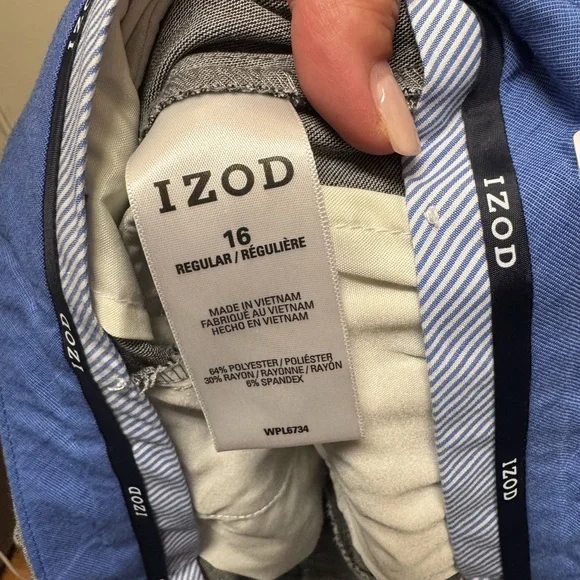 IZOD
16
REGULAR / RÉGULIÈRE
MADE IN VIETNAM
FABRIQUÉ AU VIETNAM
HECHO EN VIETNAM
64% POLYESTER / POLIÉSTER
30% RAYON / RAYONNE / RAYÓN
6% SPANDEX
WPL6734
IZOD
IZOD
IZOD
IZOD